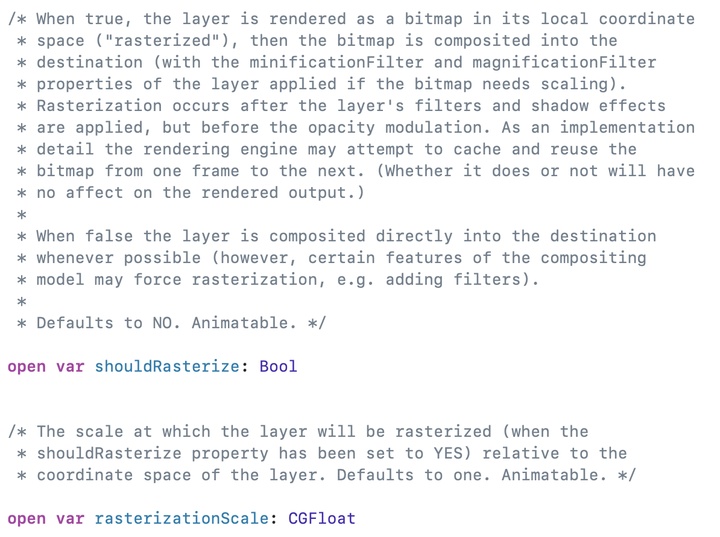 /* When true, the layer is rendered as a bitmap in its local coordinate
 * space ("rasterized"), then the bitmap is composited into the
 * destination (with the minificationFilter and magnificationFilter
 * properties of the layer applied if the bitmap needs scaling).
 * Rasterization occurs after the layer's filters and shadow effects
 * are applied, but before the opacity modulation. As an implementation
 * detail the rendering engine may attempt to cache and reuse the
 * bitmap from one frame to the next. (Whether it does or not will have
 * no affect on the rendered output.)
 *
 * When false the layer is composited directly into the destination
 * whenever possible (however, certain features of the compositing
 * model may force rasterization, e.g. adding filters).
 *
 * Defaults to NO. Animatable. */
open var shouldRasterize: Bool
/* The scale at which the layer will be rasterized (when the
 * shouldRasterize property has been set to YES) relative to the
 * coordinate space of the layer. Defaults to one. Animatable. */
open var rasterizationScale: CGFloat